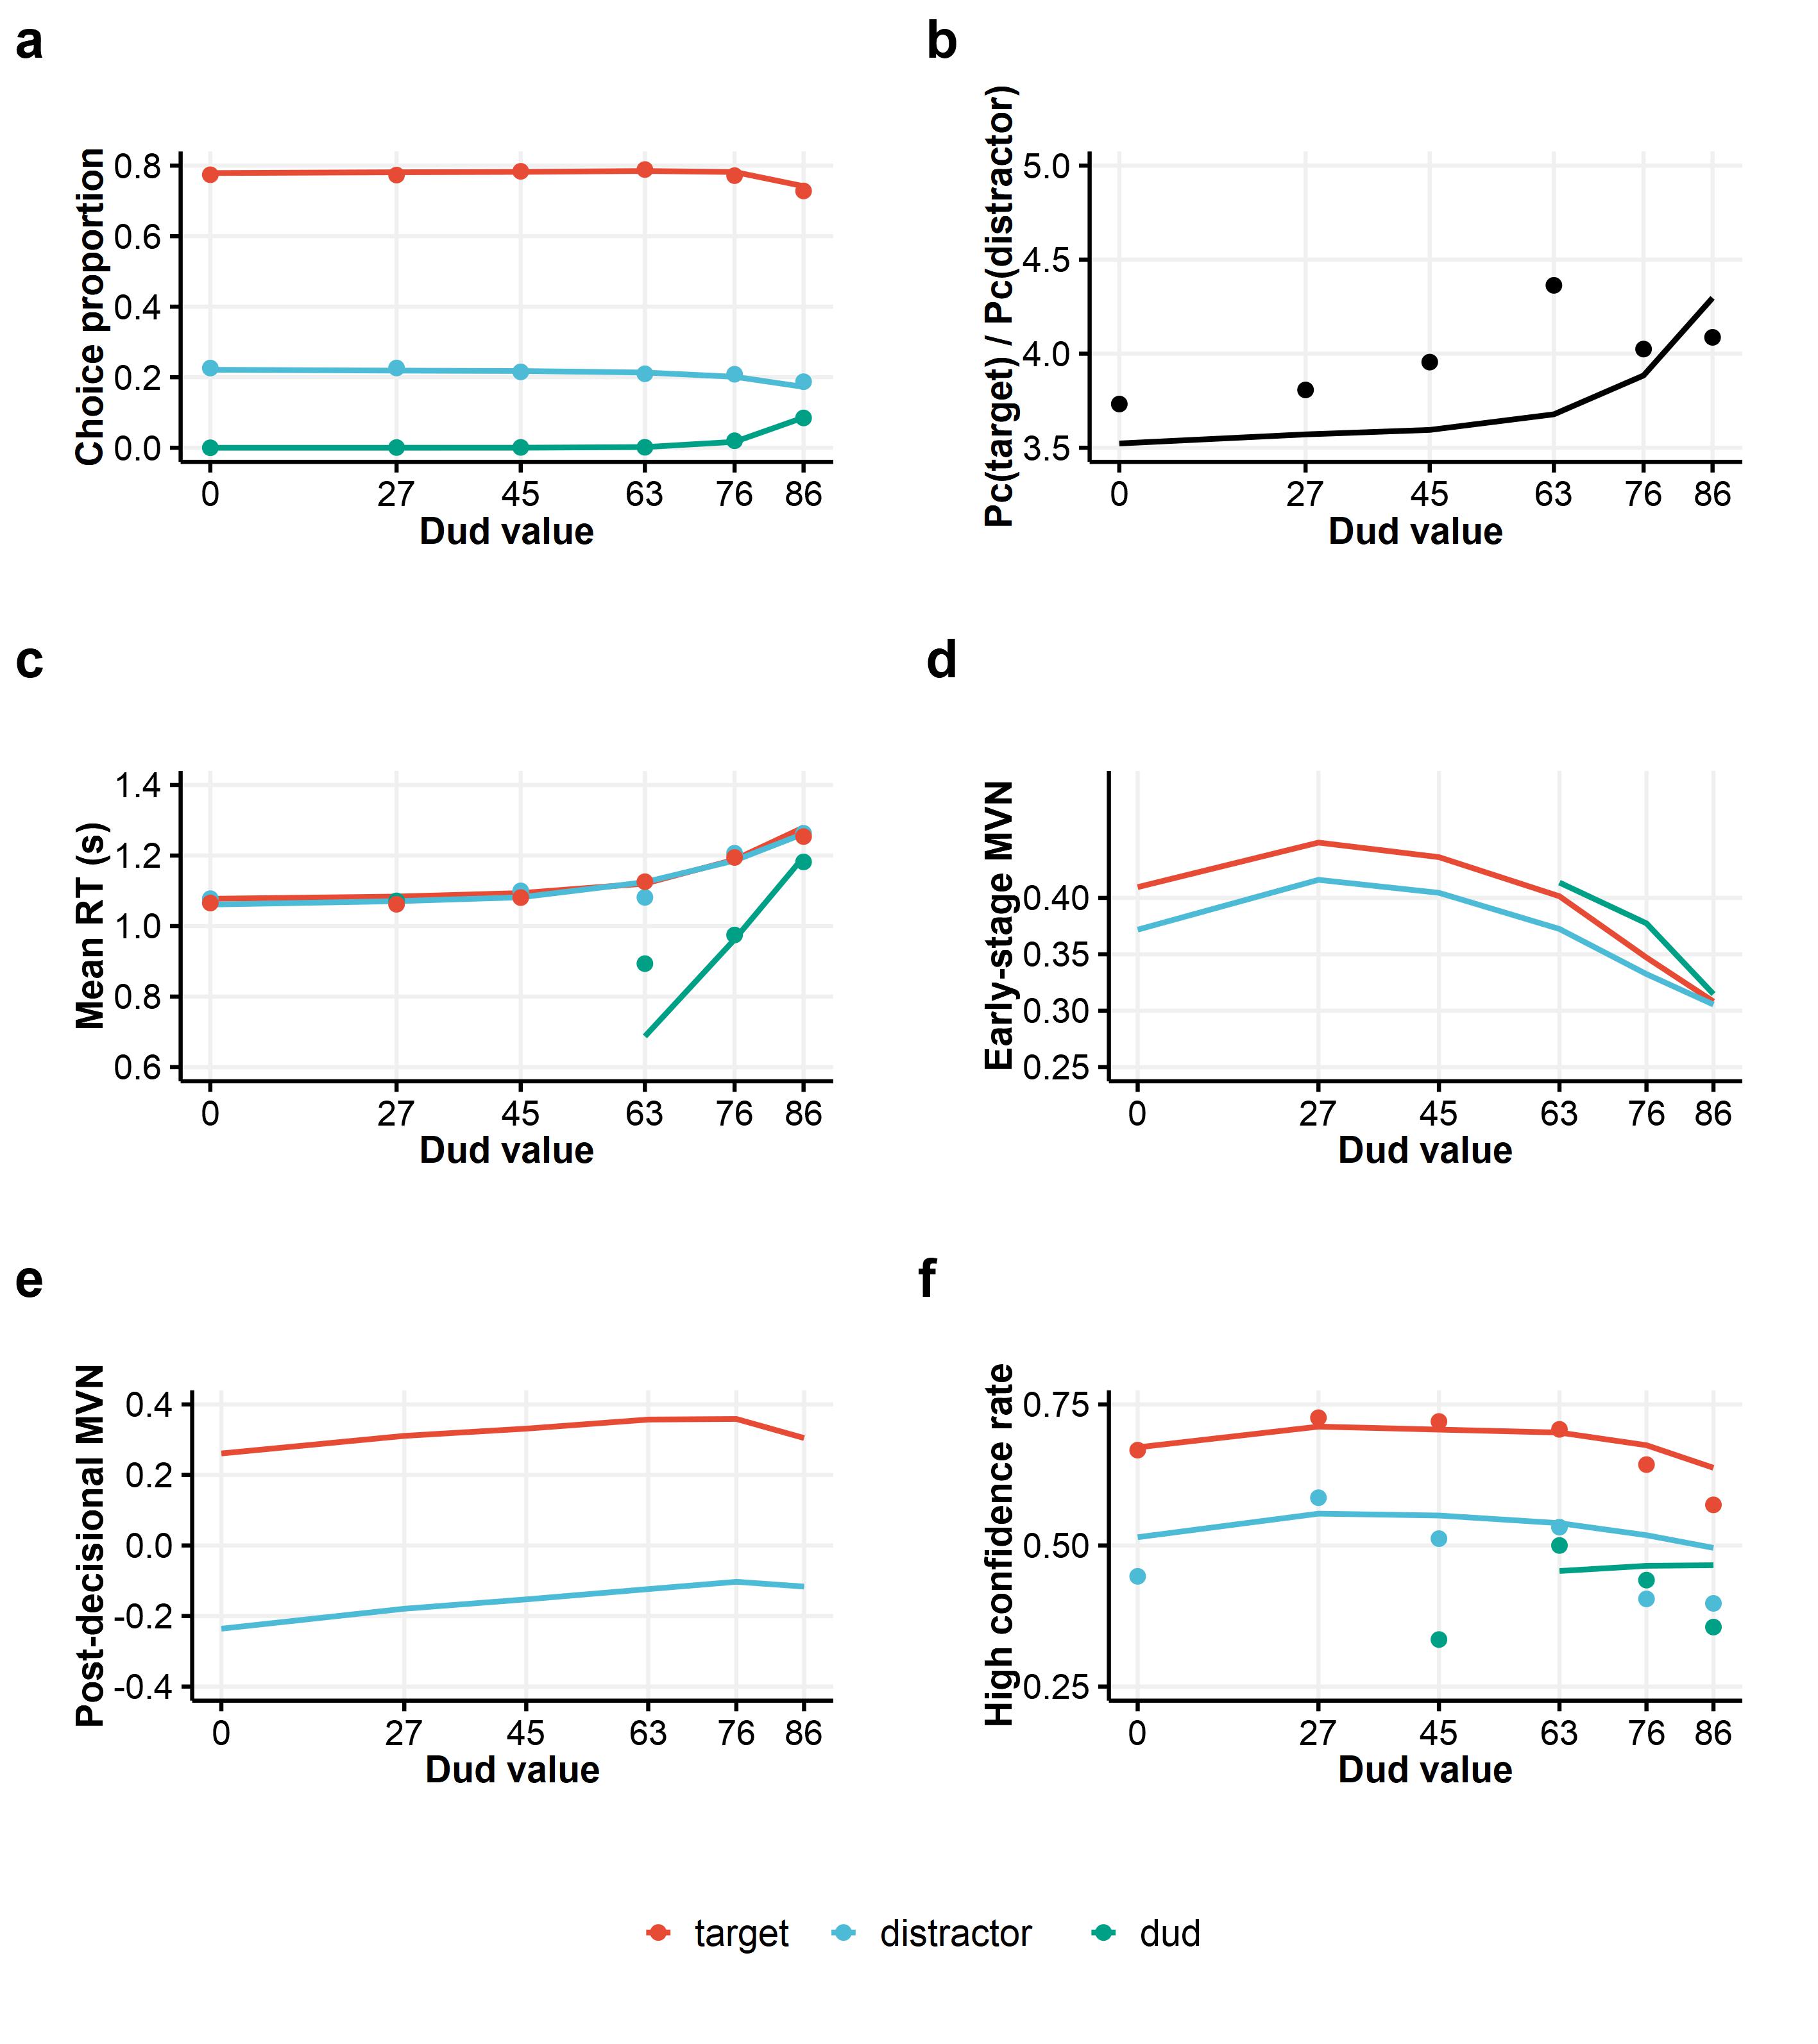 a
Choice proportion
0.8
0.6
0.4
0.2
0.0
0 27 45 63 76 86
Dud value
b
Pc(target) / Pc(distractor)
5.0
4.5
4.0
3.5
0 27 45 63 76 86
Dud value
c
Mean RT (s)
1.4
1.2
1.0
0.8
0.6
0 27 45 63 76 86
Dud value
d
Early-stage MVN
0.40
0.35
0.30
0.25
0 27 45 63 76 86
Dud value
e
Post-decisional MVN
0.4
0.2
0.0
-0.2
-0.4
0 27 45 63 76 86
Dud value
f
High confidence rate
0.75
0.50
0.25
0 27 45 63 76 86
Dud value
target distractor dud